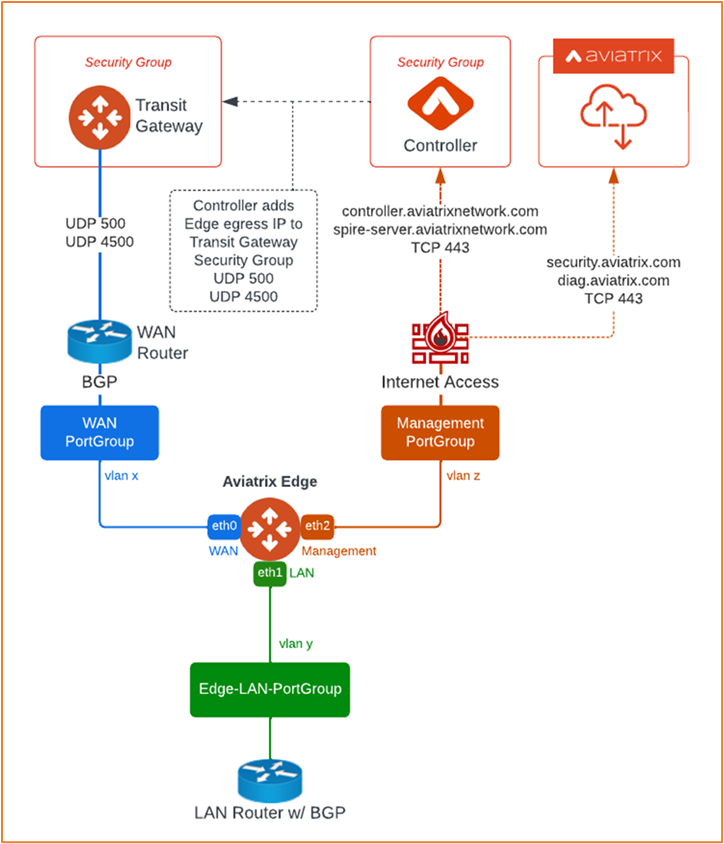 Security Group
Transit
Gateway
Security Group
Controller
aviatrix
Controller adds
Edge egress IP to
Transit Gateway
Security Group
UDP 500
UDP 4500
controller.aviatrixnetwork.com
spire-server.aviatrixnetwork.com
TCP 443
security.aviatrix.com
diag.aviatrix.com
TCP 443
UDP 500
UDP 4500
WAN
Router
BGP
Internet Access
WAN
PortGroup
Management
PortGroup
vlan x
vlan z
Aviatrix Edge
eth0
eth2
WAN
Management
eth1
LAN
vlan y
Edge-LAN-PortGroup
LAN Router w/ BGP